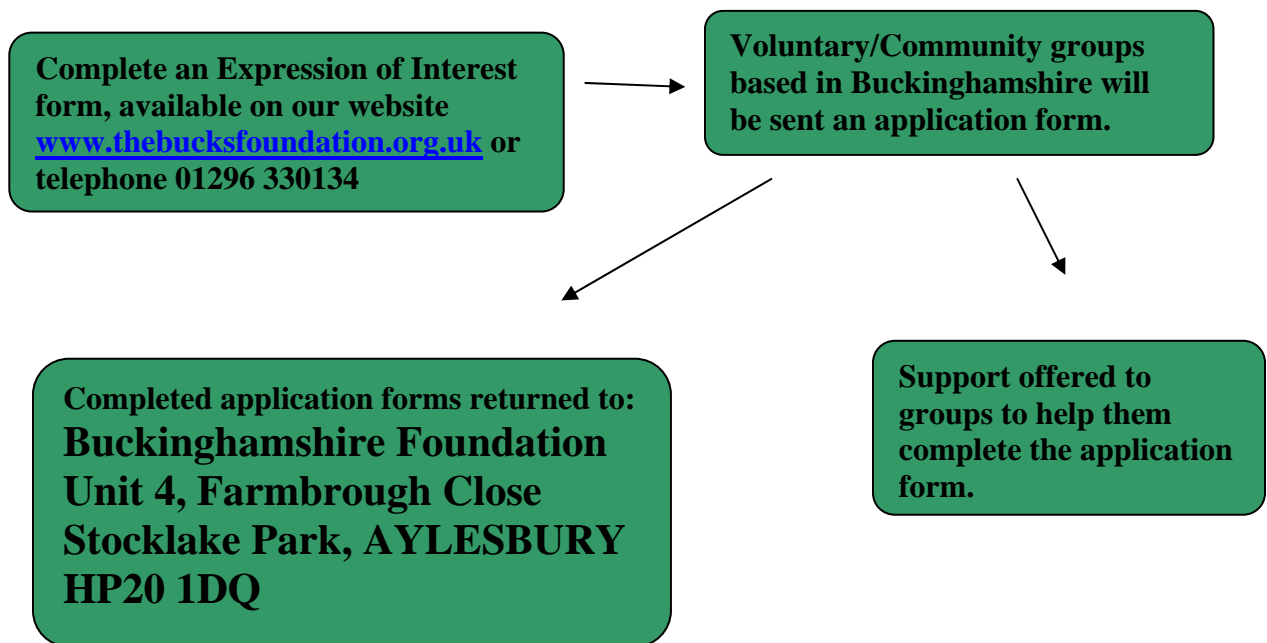 Complete an Expression of Interest
form, available on our website
www.thebucksfoundation.org.uk or
telephone 01296 330134
Voluntary/Community groups
based in Buckinghamshire will
be sent an application form.
Completed application forms returned to:
Buckinghamshire Foundation
Unit 4, Farmbrough Close
Stocklake Park, AYLESBURY
HP20 1DQ
Support offered to
groups to help them
complete the application
form.